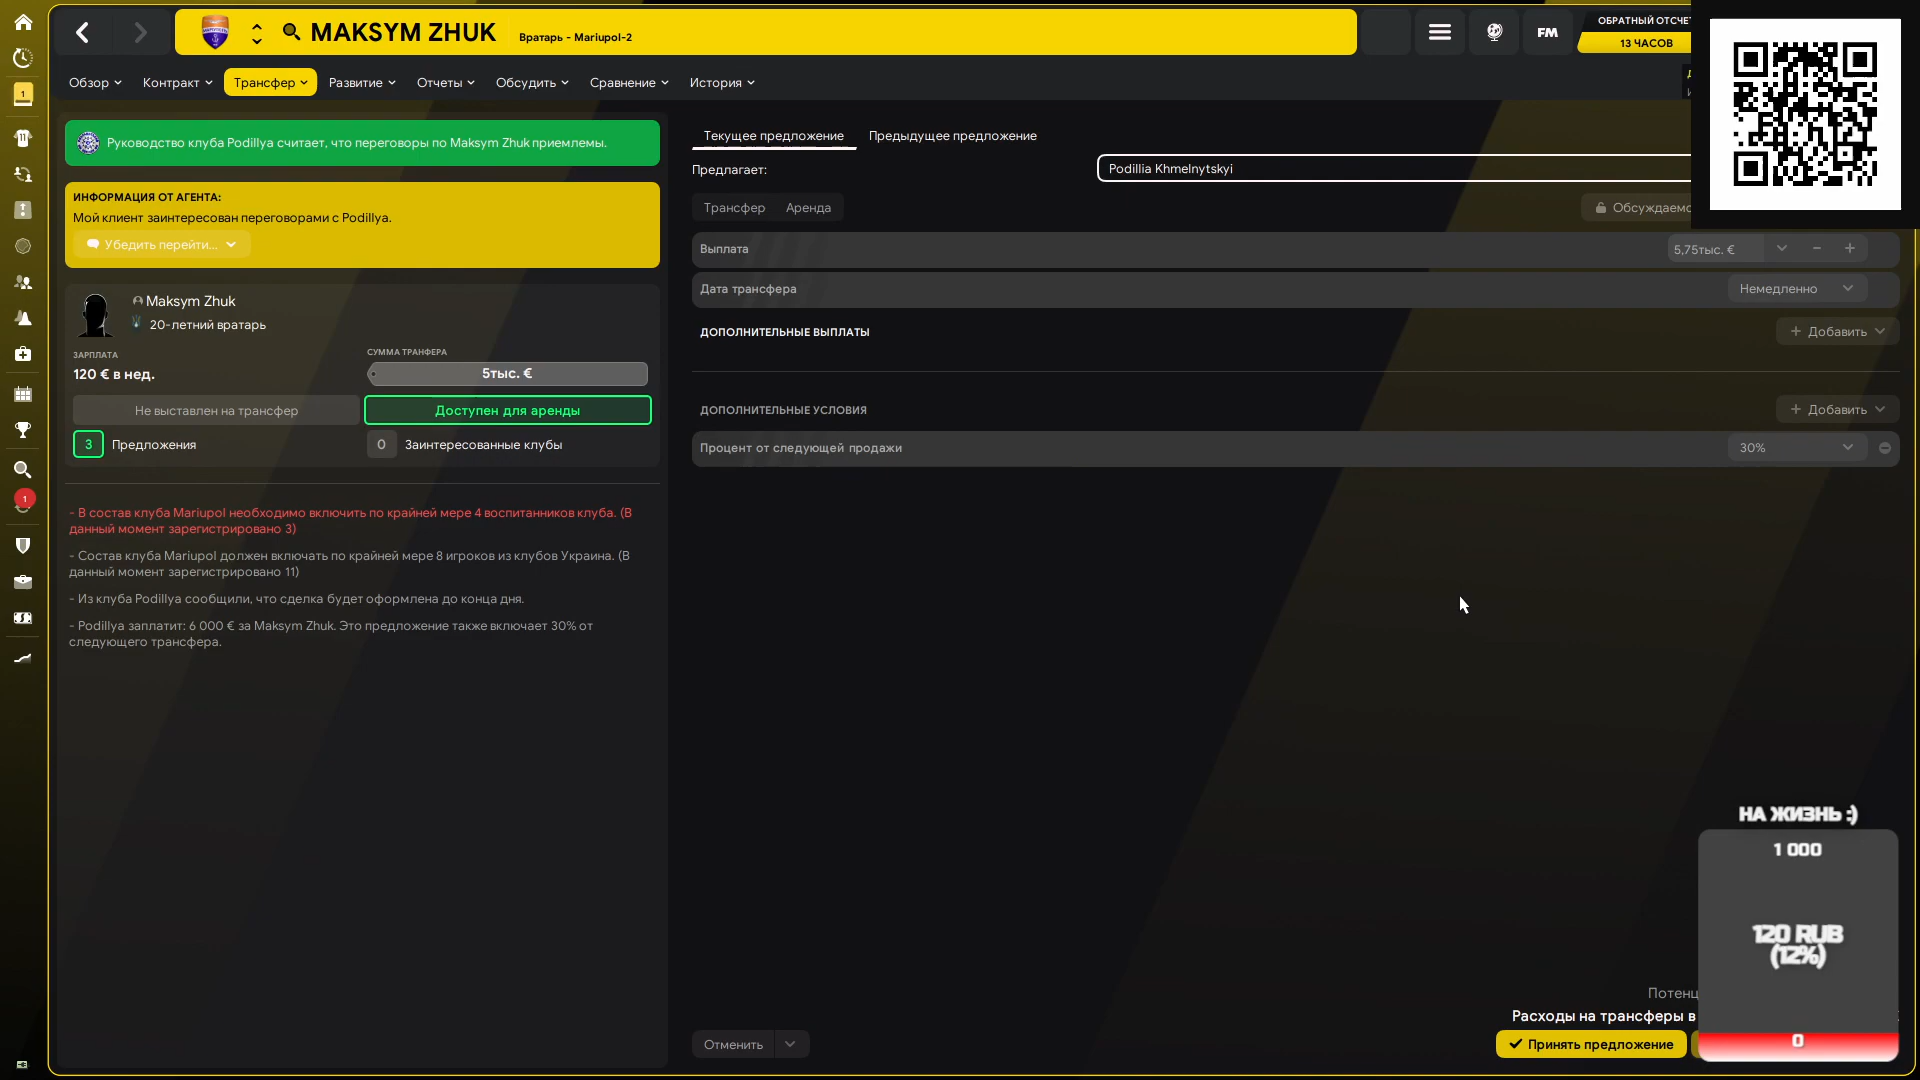 MAKSYM ZHUK
Вратарь - Mariupol-2
FM
ОБРАТНЫЙ ОТСЧЕТ
13 ЧАСОВ
1
11
1
Обзор
Контракт
Трансфер
Развитие
Отчеты
Обсудить
Сравнение
История
Руководство клуба Podillya считает, что переговоры по Maksym Zhuk приемлемы.
ИНФОРМАЦИЯ ОТ АГЕНТА:
Мой клиент заинтересован переговорами с Podillya.
Убедить перейти...
Maksym Zhuk
20-летний вратарь
ЗАРПЛАТА
120 € в нед.
СУММА ТРАНФЕРА
5тыс. €
Не выставлен на трансфер
Доступен для аренды
3 Предложения
0 Заинтересованные клубы
- В состав клуба Mariupol необходимо включить по крайней мере 4 воспитанников клуба. (В
данный момент зарегистрировано 3)
- Состав клуба Mariupol должен включать по крайней мере 8 игроков из клубов Украина. (В
данный момент зарегистрировано 11)
- Из клуба Podillya сообщили, что сделка будет оформлена до конца дня.
- Podillya заплатит: 6 000 € за Maksym Zhuk. Это предложение также включает 30% от
следующего трансфера.
Текущее предложение
Предыдущее предложение
Предлагает:
Podillia Khmelnytskyi
Трансфер
Аренда
Обсуждаемо
Выплата
5,75тыс. €
Дата трансфера
Немедленно
ДОПОЛНИТЕЛЬНЫЕ ВЫПЛАТЫ
+ Добавить
ДОПОЛНИТЕЛЬНЫЕ УСЛОВИЯ
+ Добавить
Процент от следующей продажи
30%
Потенц
Расходы на трансферы в
Отменить
Принять предложение
НА ЖИЗНЬ :)
1 000
120 RUB
(12%)
0